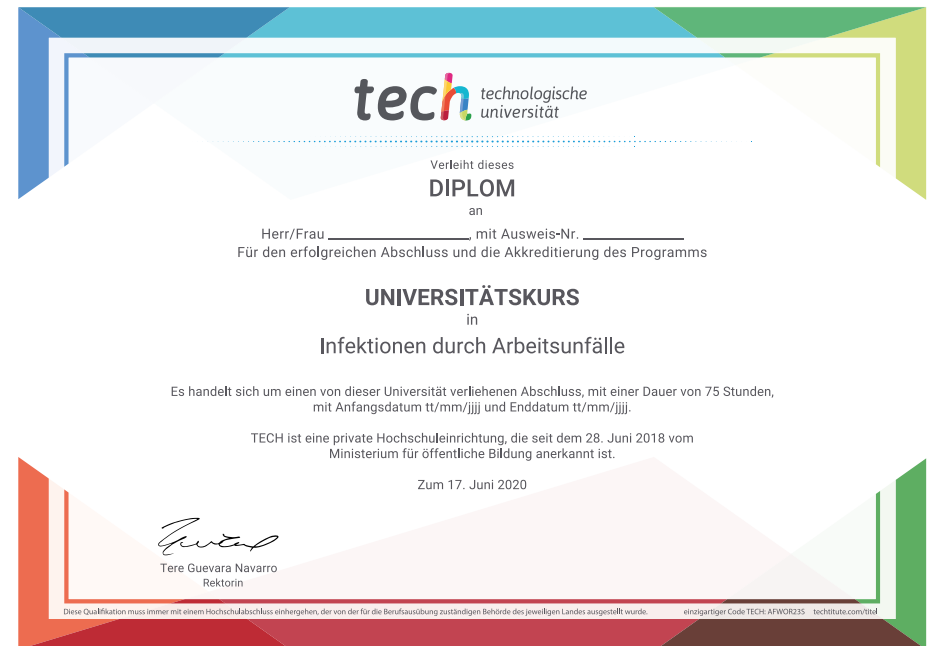 tech technologische
universität
Verleiht dieses
DIPLOM
an
Herr/Frau ____________________, mit Ausweis-Nr. ______________
Für den erfolgreichen Abschluss und die Akkreditierung des Programms
UNIVERSITÄTSKURS
in
Infektionen durch Arbeitsunfälle
Es handelt sich um einen von dieser Universität verliehenen Abschluss, mit einer Dauer von 75 Stunden,
mit Anfangsdatum tt/mm/jjjj und Enddatum tt/mm/jjjj.
TECH ist eine private Hochschuleinrichtung, die seit dem 28. Juni 2018 vom
Ministerium für öffentliche Bildung anerkannt ist.
Zum 17. Juni 2020
Tere Guevara Navarro
Rektorin
Diese Qualifikation muss immer mit einem Hochschulabschluss einhergehen, der von der für die Berufsausübung zuständigen Behörde des jeweiligen Landes ausgestellt wurde. einzigartiger Code TECH: AFWOR23S techtitute.com/titel